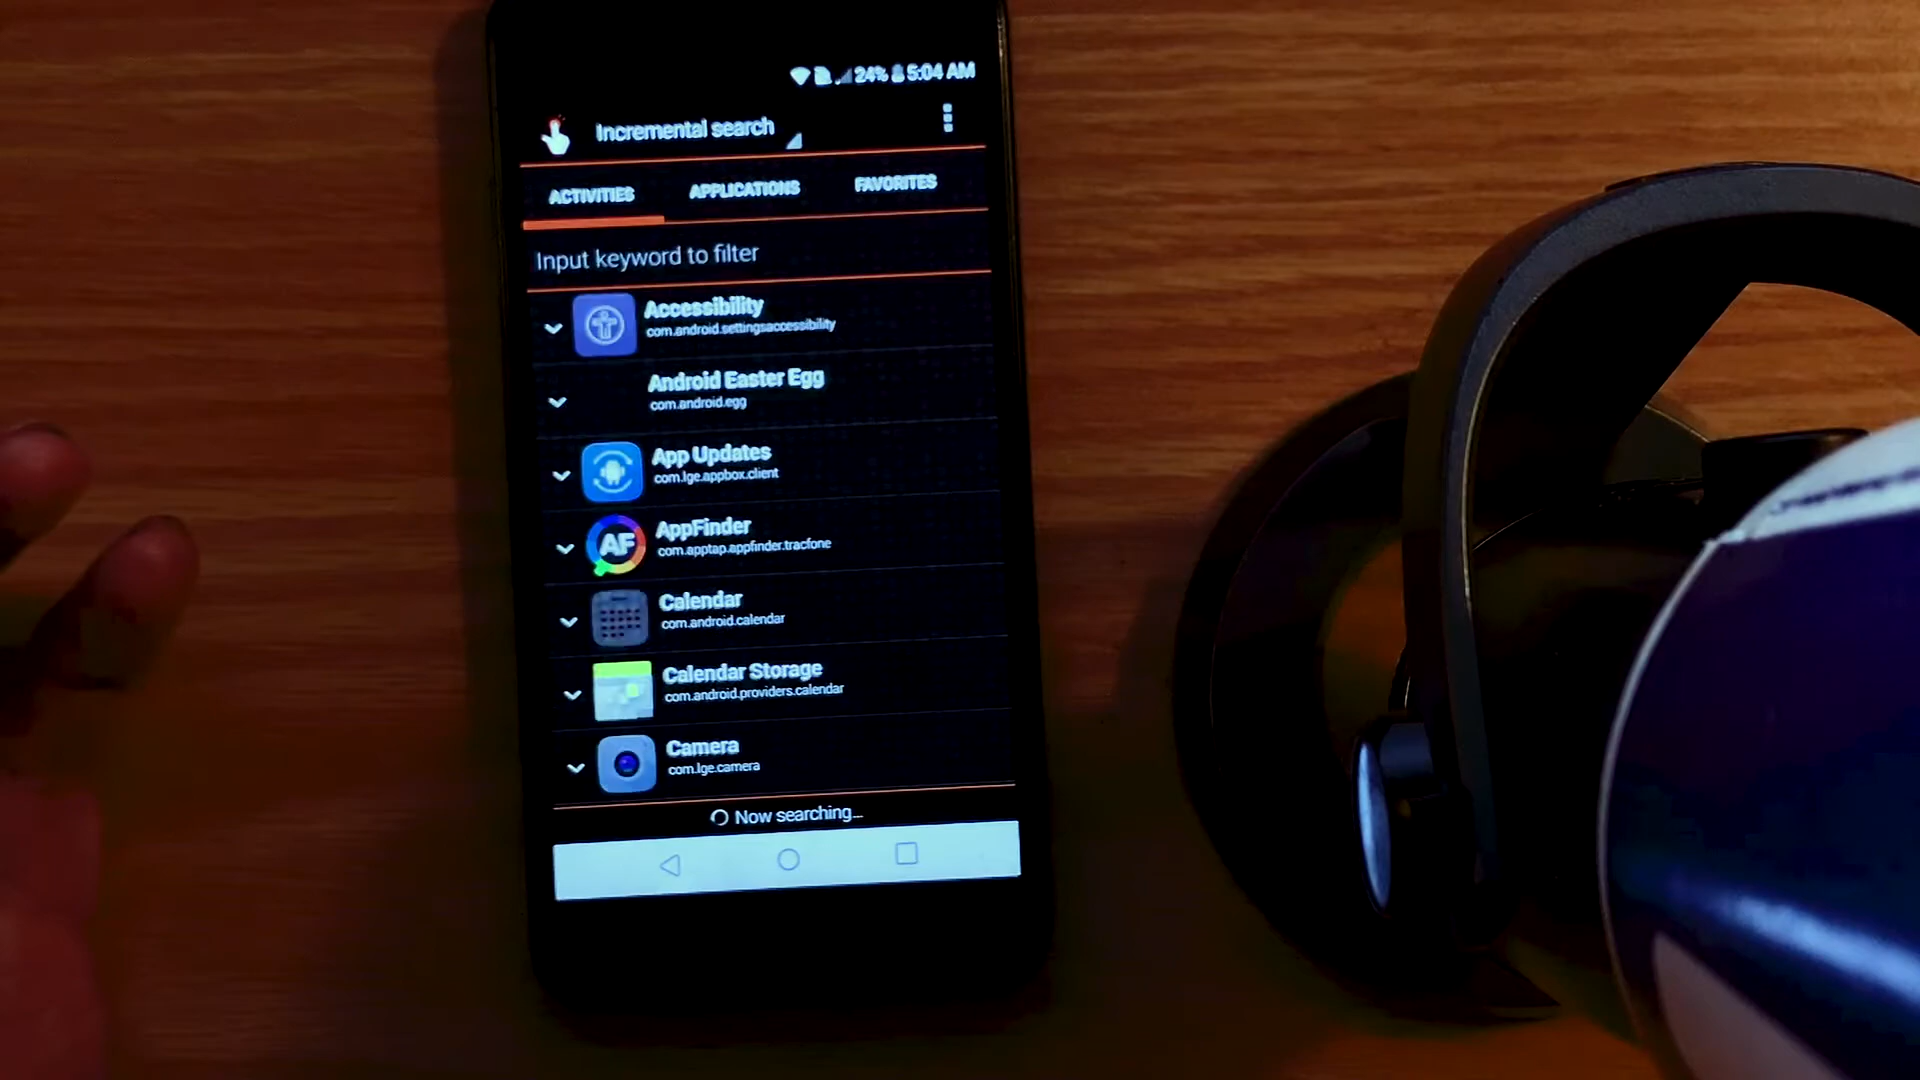 24% 5:04 AM
Incremental search
ACTIVITIES APPLICATIONS FAVORITES
Input keyword to filter
Accessibility
com.android.settingsaccessibility
Android Easter Egg
com.android.egg
App Updates
com.lge.appbox.client
AF
AppFinder
com.apptap.appfinder.tracfone
Calendar
com.android.calendar
Calendar Storage
com.android.providers.calendar
Camera
com.lge.camera
Now searching...